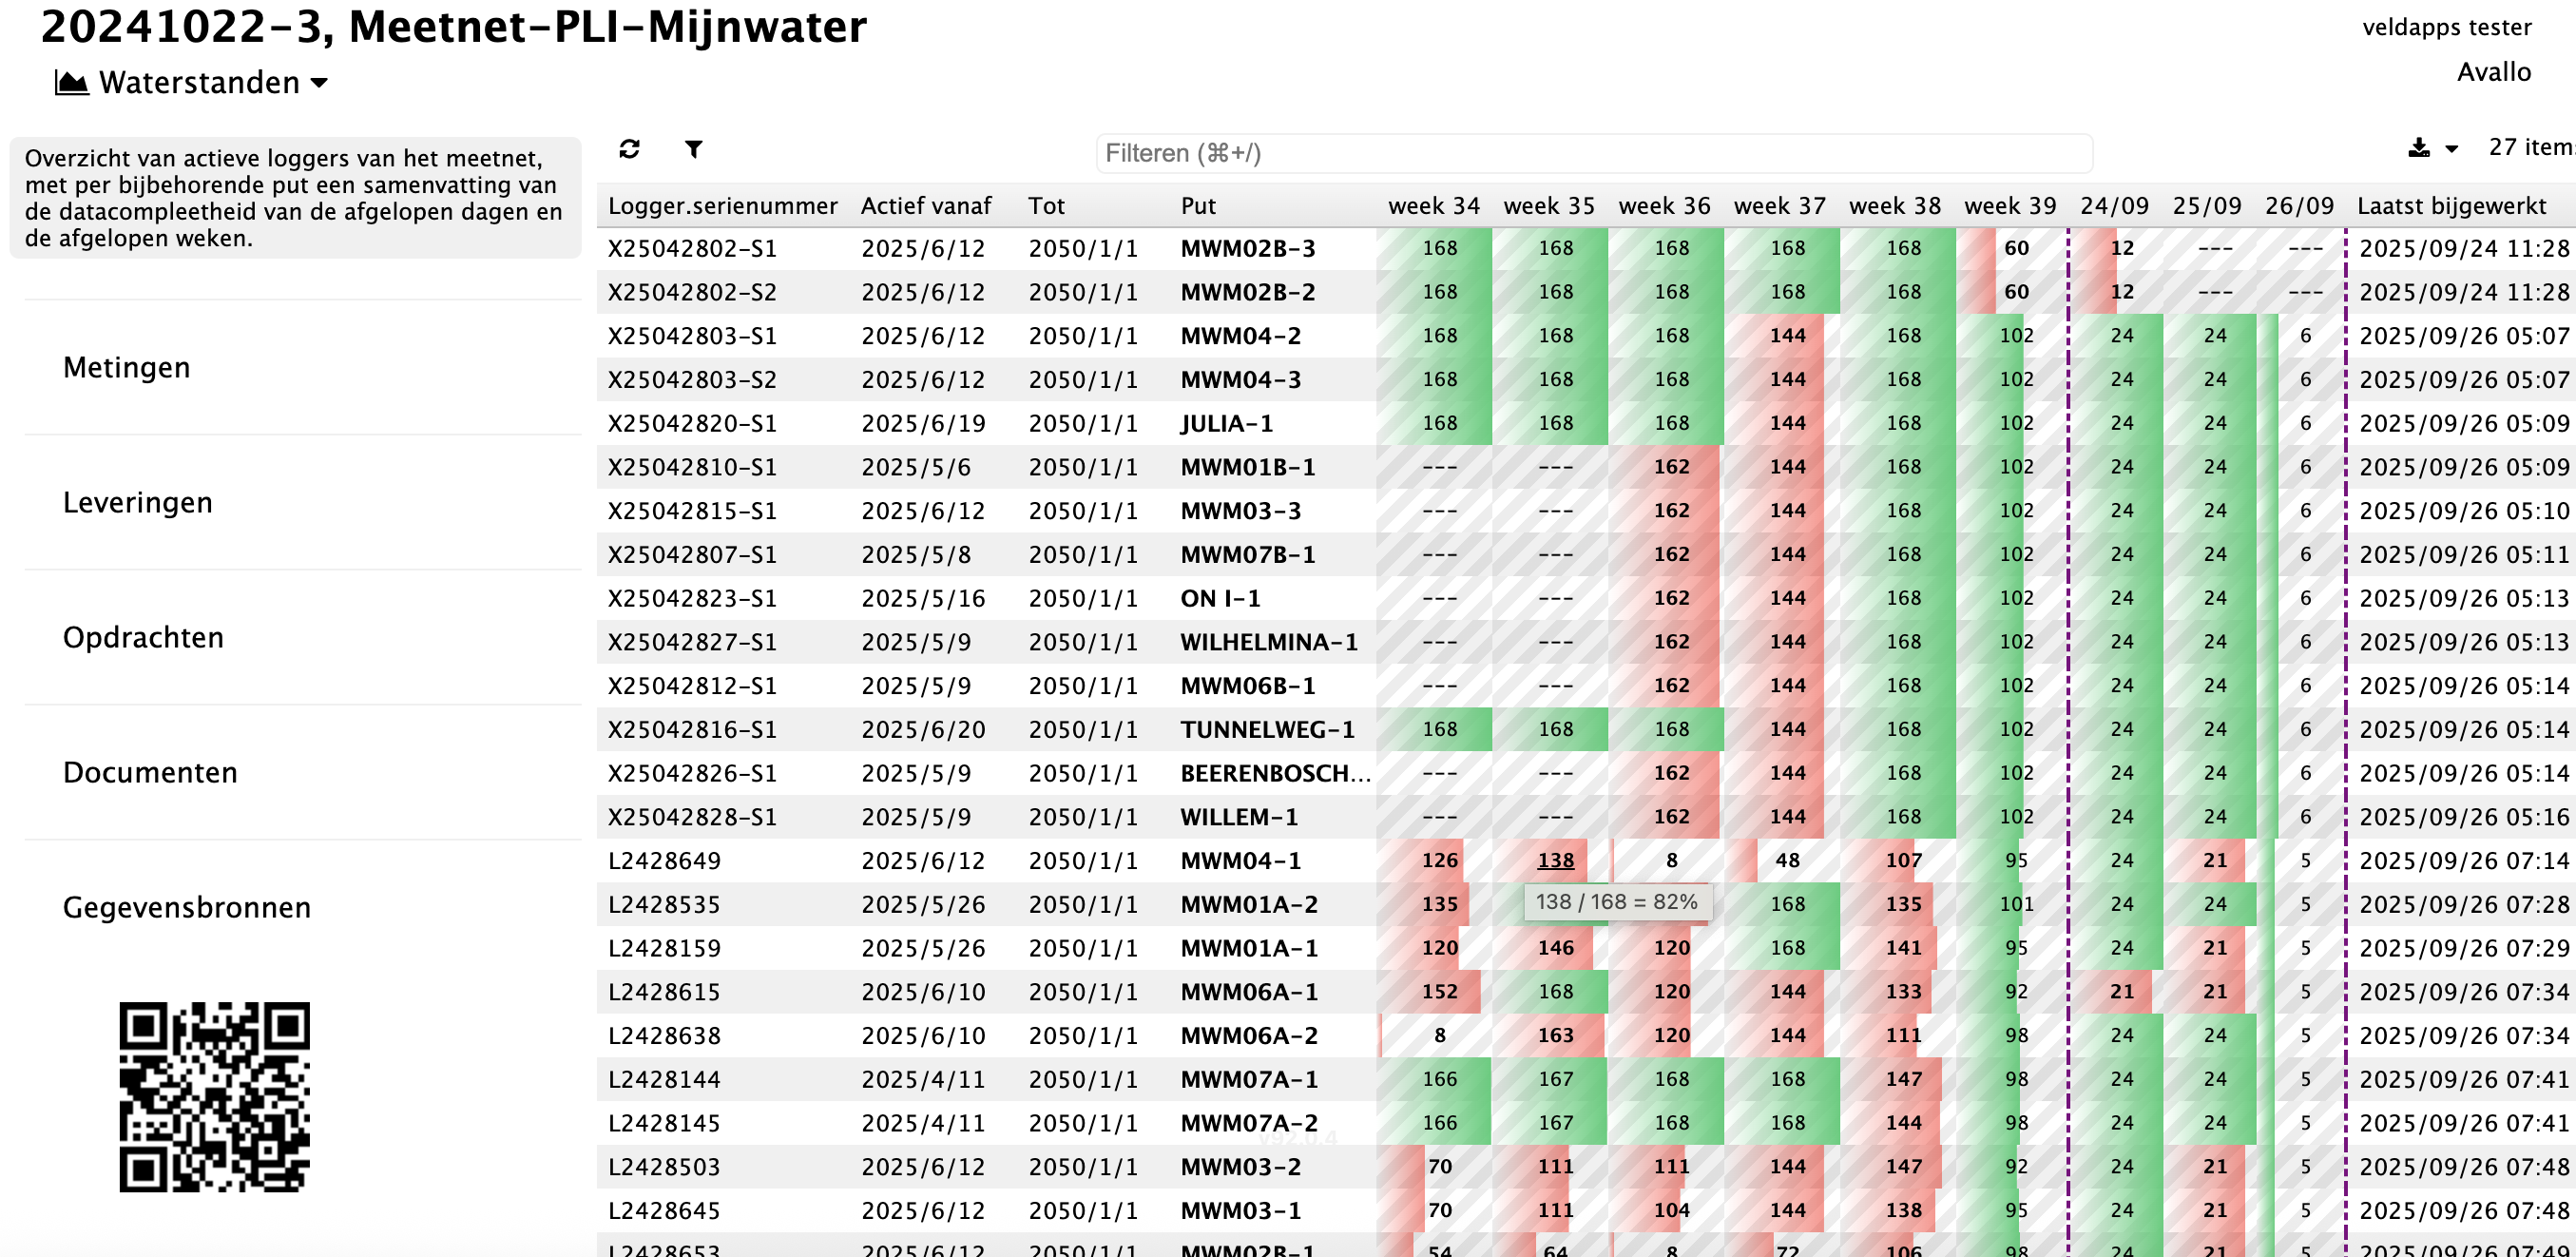 20241022-3, Meetnet-PLI-Mijnwater
veldapps tester
Waterstanden
Avallo
Overzicht van actieve loggers van het meetnet,
met per bijbehorende put een samenvatting van
de datacompleetheid van de afgelopen dagen en
de afgelopen weken.
Metingen
Leveringen
Opdrachten
Documenten
Gegevensbronnen
Filteren (⌘+/)
27 item
Logger.serienummer Actief vanaf Tot Put week 34 week 35 week 36 week 37 week 38 week 39 24/09 25/09 26/09 Laatst bijgewerkt
X25042802-S1 2025/6/12 2050/1/1 MWM02B-3 168 168 168 168 168 60 12 --- --- 2025/09/24 11:28
X25042802-S2 2025/6/12 2050/1/1 MWM02B-2 168 168 168 168 168 60 12 --- --- 2025/09/24 11:28
X25042803-S1 2025/6/12 2050/1/1 MWM04-2 168 168 168 144 168 102 24 24 6 2025/09/26 05:07
X25042803-S2 2025/6/12 2050/1/1 MWM04-3 168 168 168 144 168 102 24 24 6 2025/09/26 05:07
X25042820-S1 2025/6/19 2050/1/1 JULIA-1 168 168 168 144 168 102 24 24 6 2025/09/26 05:09
X25042810-S1 2025/5/6 2050/1/1 MWM01B-1 --- --- 162 144 168 102 24 24 6 2025/09/26 05:09
X25042815-S1 2025/6/12 2050/1/1 MWM03-3 --- --- 162 144 168 102 24 24 6 2025/09/26 05:10
X25042807-S1 2025/5/8 2050/1/1 MWM07B-1 --- --- 162 144 168 102 24 24 6 2025/09/26 05:11
X25042823-S1 2025/5/16 2050/1/1 ON I-1 --- --- 162 144 168 102 24 24 6 2025/09/26 05:13
X25042827-S1 2025/5/9 2050/1/1 WILHELMINA-1 --- --- 162 144 168 102 24 24 6 2025/09/26 05:13
X25042812-S1 2025/5/9 2050/1/1 MWM06B-1 --- --- 162 144 168 102 24 24 6 2025/09/26 05:14
X25042816-S1 2025/6/20 2050/1/1 TUNNELWEG-1 168 168 168 144 168 102 24 24 6 2025/09/26 05:14
X25042826-S1 2025/5/9 2050/1/1 BEERENBOSCH... --- --- 162 144 168 102 24 24 6 2025/09/26 05:14
X25042828-S1 2025/5/9 2050/1/1 WILLEM-1 --- --- 162 144 168 102 24 24 6 2025/09/26 05:16
L2428649 2025/6/12 2050/1/1 MWM04-1 126 138 8 48 107 95 24 21 5 2025/09/26 07:14
L2428535 2025/5/26 2050/1/1 MWM01A-2 135 138 / 168 = 82% 168 135 101 24 24 5 2025/09/26 07:28
L2428159 2025/5/26 2050/1/1 MWM01A-1 120 146 120 168 141 95 24 21 5 2025/09/26 07:29
L2428615 2025/6/10 2050/1/1 MWM06A-1 152 168 120 144 133 92 21 21 5 2025/09/26 07:34
L2428638 2025/6/10 2050/1/1 MWM06A-2 8 163 120 144 111 98 24 24 5 2025/09/26 07:34
L2428144 2025/4/11 2050/1/1 MWM07A-1 166 167 168 168 147 98 24 24 5 2025/09/26 07:41
L2428145 2025/4/11 2050/1/1 MWM07A-2 166 167 168 168 144 98 24 24 5 2025/09/26 07:41
v92.0.4
L2428503 2025/6/12 2050/1/1 MWM03-2 70 111 111 144 147 92 24 21 5 2025/09/26 07:48
L2428645 2025/6/12 2050/1/1 MWM03-1 70 111 104 144 138 95 24 21 5 2025/09/26 07:48
L2428653 2025/6/12 2050/1/1 MWM02B-1 54 64 8 72 106 98 24 21 5 2025/09/26